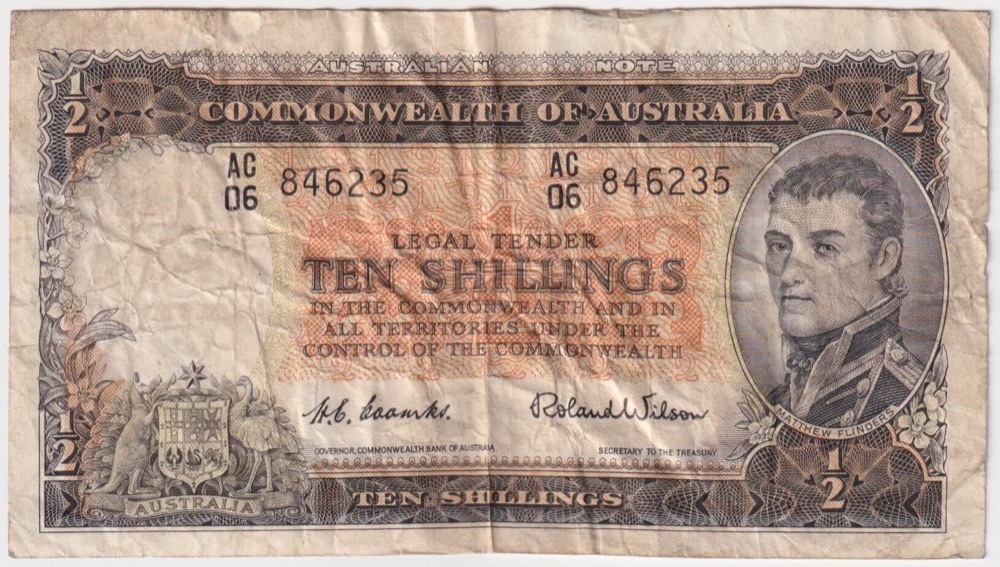 AUSTRALIAN NOTE
1/2 1/2
COMMONWEALTH OF AUSTRALIA
AC 06 846235 AC 06 846235
LEGAL TENDER
TEN SHILLINGS
IN THE COMMONWEALTH AND IN
ALL TERRITORIES UNDER THE
CONTROL OF THE COMMONWEALTH
H.C. Coombs. Roland Wilson
GOVERNOR, COMMONWEALTH BANK OF AUSTRALIA SECRETARY TO THE TREASURY
MATTHEW FLINDERS
1/2 1/2
AUSTRALIA
TEN SHILLINGS